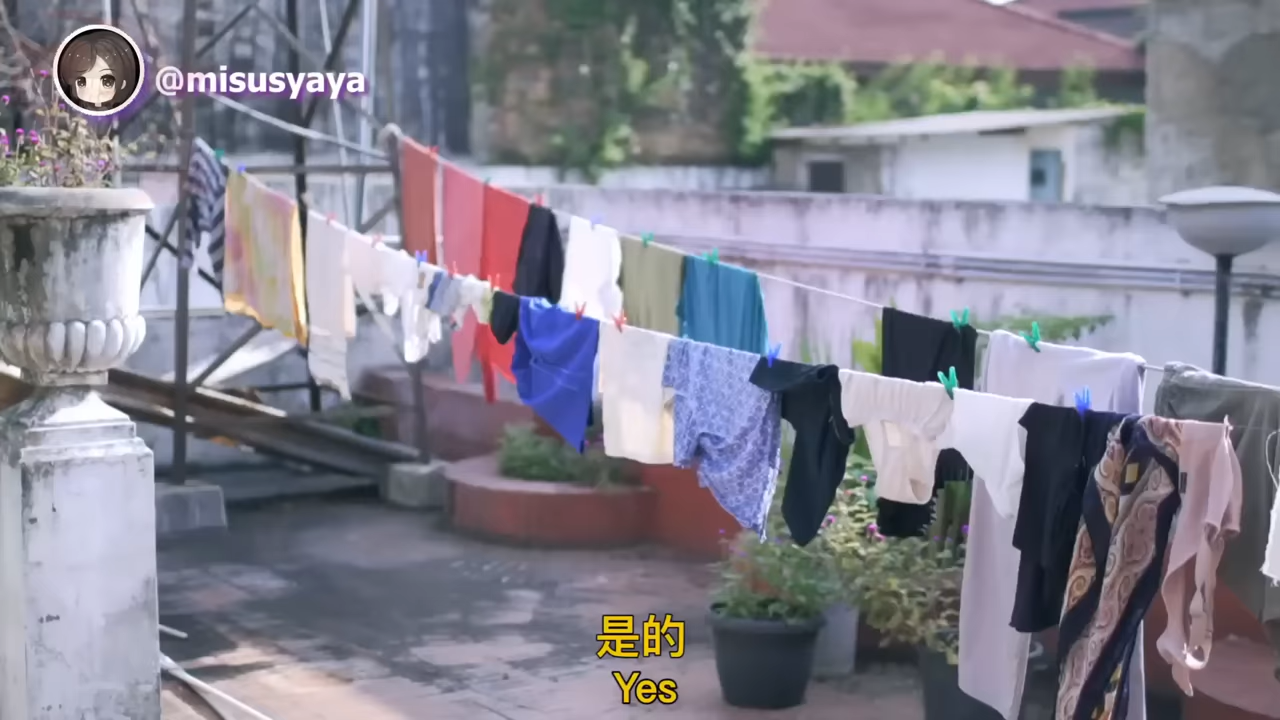 @misusyaya
是的
Yes